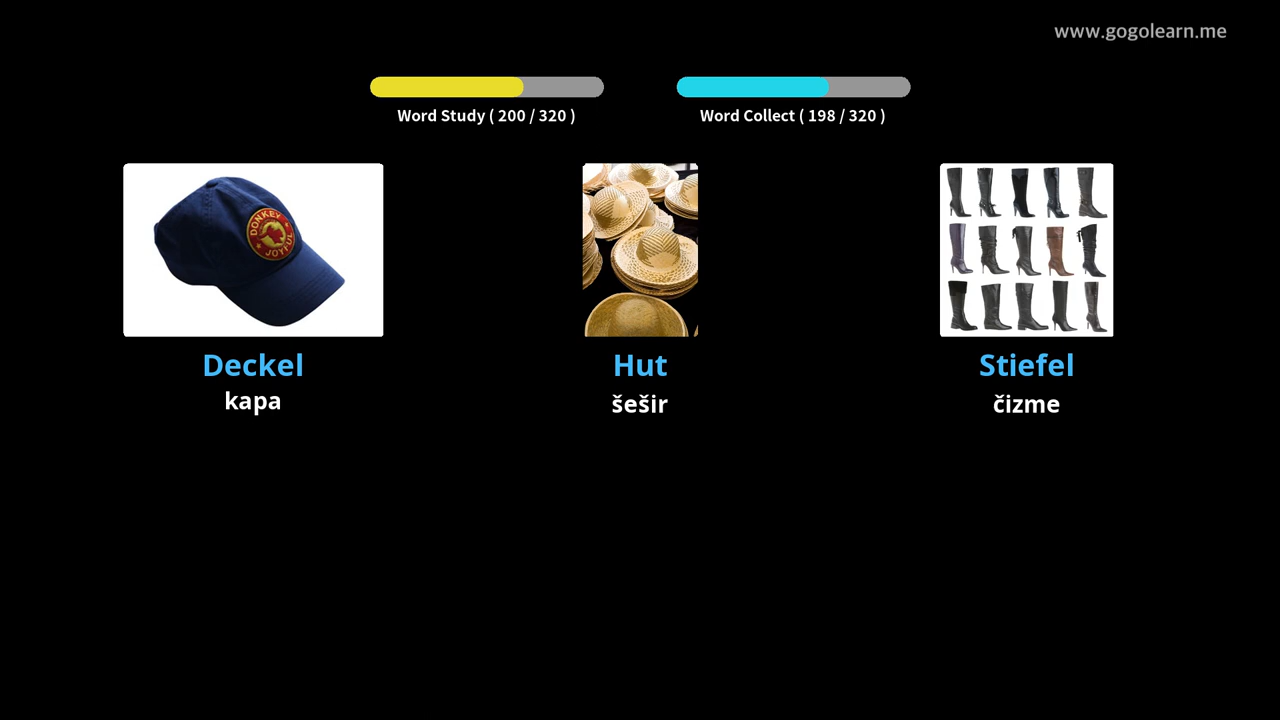 www.gogolearn.me
Word Study ( 200 / 320 )
Word Collect ( 198 / 320 )
DONKEY
JOYFUL
Deckel
Hut
Stiefel
kapa
šešir
čizme